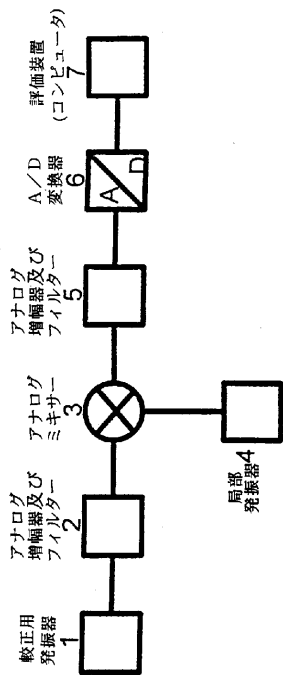 較正用
発振器
1
アナログ
増幅器及び
フィルター
2
アナログ
ミキサー
3
局部
発振器4
アナログ
増幅器及び
フィルター
5
A/D
変換器
6
A
D
評価装置
(コンピュータ)
7